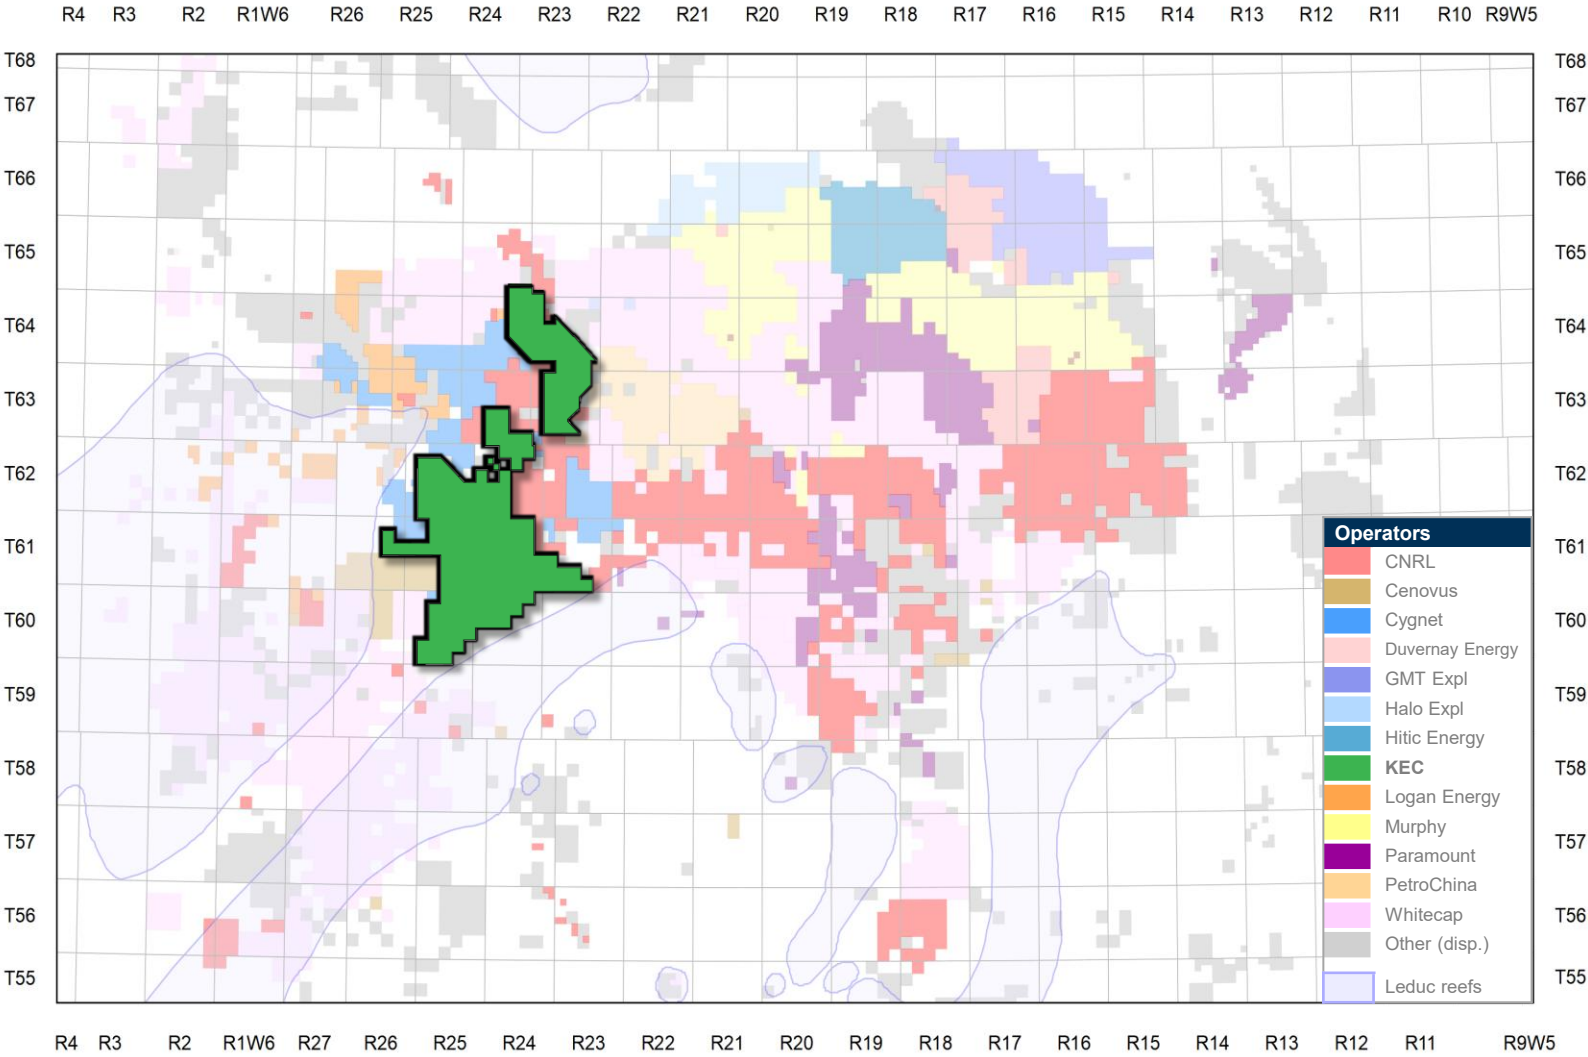 R4 R3 R2 R1W6 R26 R25 R24 R23 R22 R21 R20 R19 R18 R17 R16 R15 R14 R13 R12 R11 R10 R9W5
T68 T68
T67 T67
T66 T66
T65 T65
T64 T64
T63 T63
T62 T62
T61 T61
T60 T60
T59 T59
T58 T58
T57 T57
T56 T56
T55 T55
Operators
CNRL
Cenovus
Cygnet
Duvernay Energy
GMT Expl
Halo Expl
Hitic Energy
KEC
Logan Energy
Murphy
Paramount
PetroChina
Whitecap
Other (disp.)
Leduc reefs
R4 R3 R2 R1W6 R27 R26 R25 R24 R23 R22 R21 R20 R19 R18 R17 R16 R15 R14 R13 R12 R11 R9W5